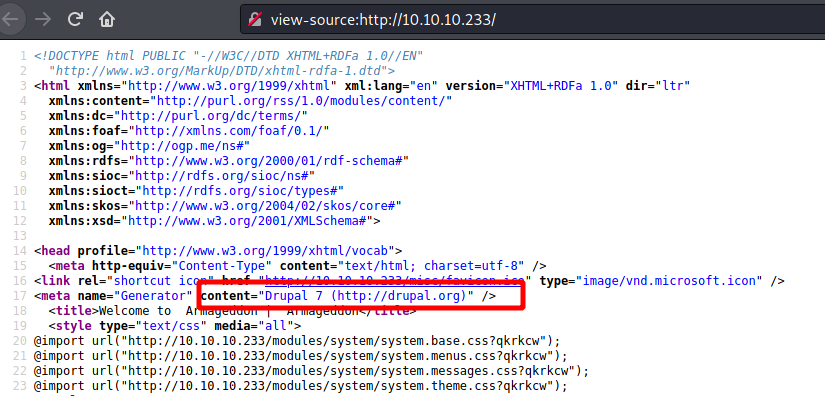 view-source:http://10.10.10.233/
1 <!DOCTYPE html PUBLIC "-//W3C//DTD XHTML+RDFa 1.0//EN"
2 "http://www.w3.org/MarkUp/DTD/xhtml-rdfa-1.dtd">
3 <html xmlns="http://www.w3.org/1999/xhtml" xml:lang="en" version="XHTML+RDFa 1.0" dir="ltr"
4 xmlns:content="http://purl.org/rss/1.0/modules/content/"
5 xmlns:dc="http://purl.org/dc/terms/"
6 xmlns:foaf="http://xmlns.com/foaf/0.1/"
7 xmlns:og="http://ogp.me/ns#"
8 xmlns:rdfs="http://www.w3.org/2000/01/rdf-schema#"
9 xmlns:sioc="http://rdfs.org/sioc/ns#"
10 xmlns:sioct="http://rdfs.org/sioc/types#"
11 xmlns:skos="http://www.w3.org/2004/02/skos/core#"
12 xmlns:xsd="http://www.w3.org/2001/XMLSchema#">
13
14 <head profile="http://www.w3.org/1999/xhtml/vocab">
15 <meta http-equiv="Content-Type" content="text/html; charset=utf-8" />
16 <link rel="shortcut icon" href="http://10.10.10.233/misc/favicon.ico" type="image/vnd.microsoft.icon" />
17 <meta name="Generator" content="Drupal 7 (http://drupal.org)" />
18 <title>Welcome to  Armageddon |  Armageddon</title>
19 <style type="text/css" media="all">
20 @import url("http://10.10.10.233/modules/system/system.base.css?qkrkcw");
21 @import url("http://10.10.10.233/modules/system/system.menus.css?qkrkcw");
22 @import url("http://10.10.10.233/modules/system/system.messages.css?qkrkcw");
23 @import url("http://10.10.10.233/modules/system/system.theme.css?qkrkcw");